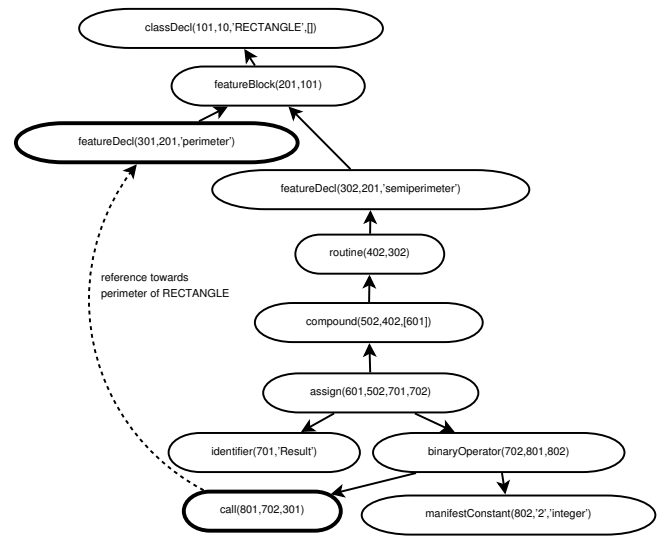 classDecl(101,10,'RECTANGLE',[])
featureBlock(201,101)
featureDecl(301,201,'perimeter')
featureDecl(302,201,'semiperimeter')
routine(402,302)
reference towards
perimeter of RECTANGLE
compound(502,402,[601])
assign(601,502,701,702)
identifier(701,'Result')
binaryOperator(702,801,802)
call(801,702,301)
manifestConstant(802,'2','integer')